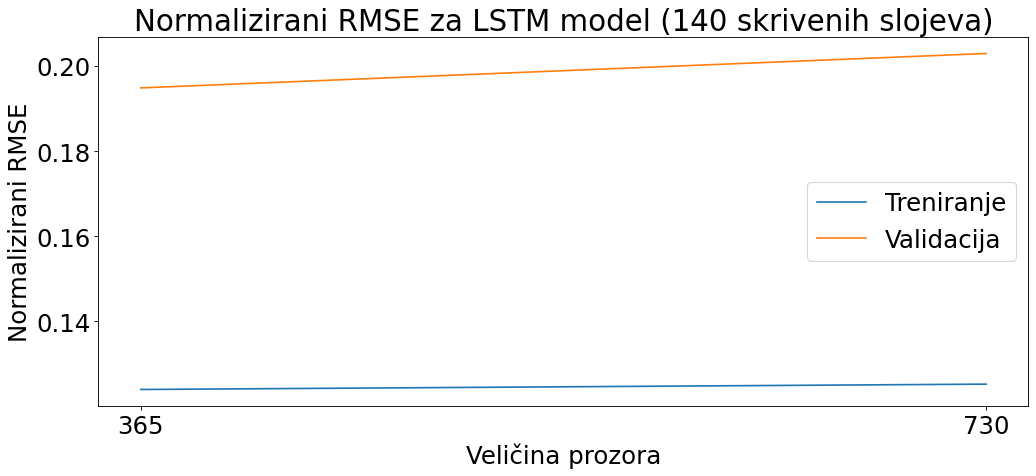 Normalizirani RMSE za LSTM model (140 skrivenih slojeva)
Normalizirani RMSE
0.20
0.18
0.16
0.14
Treniranje
Validacija
365
730
Veličina prozora